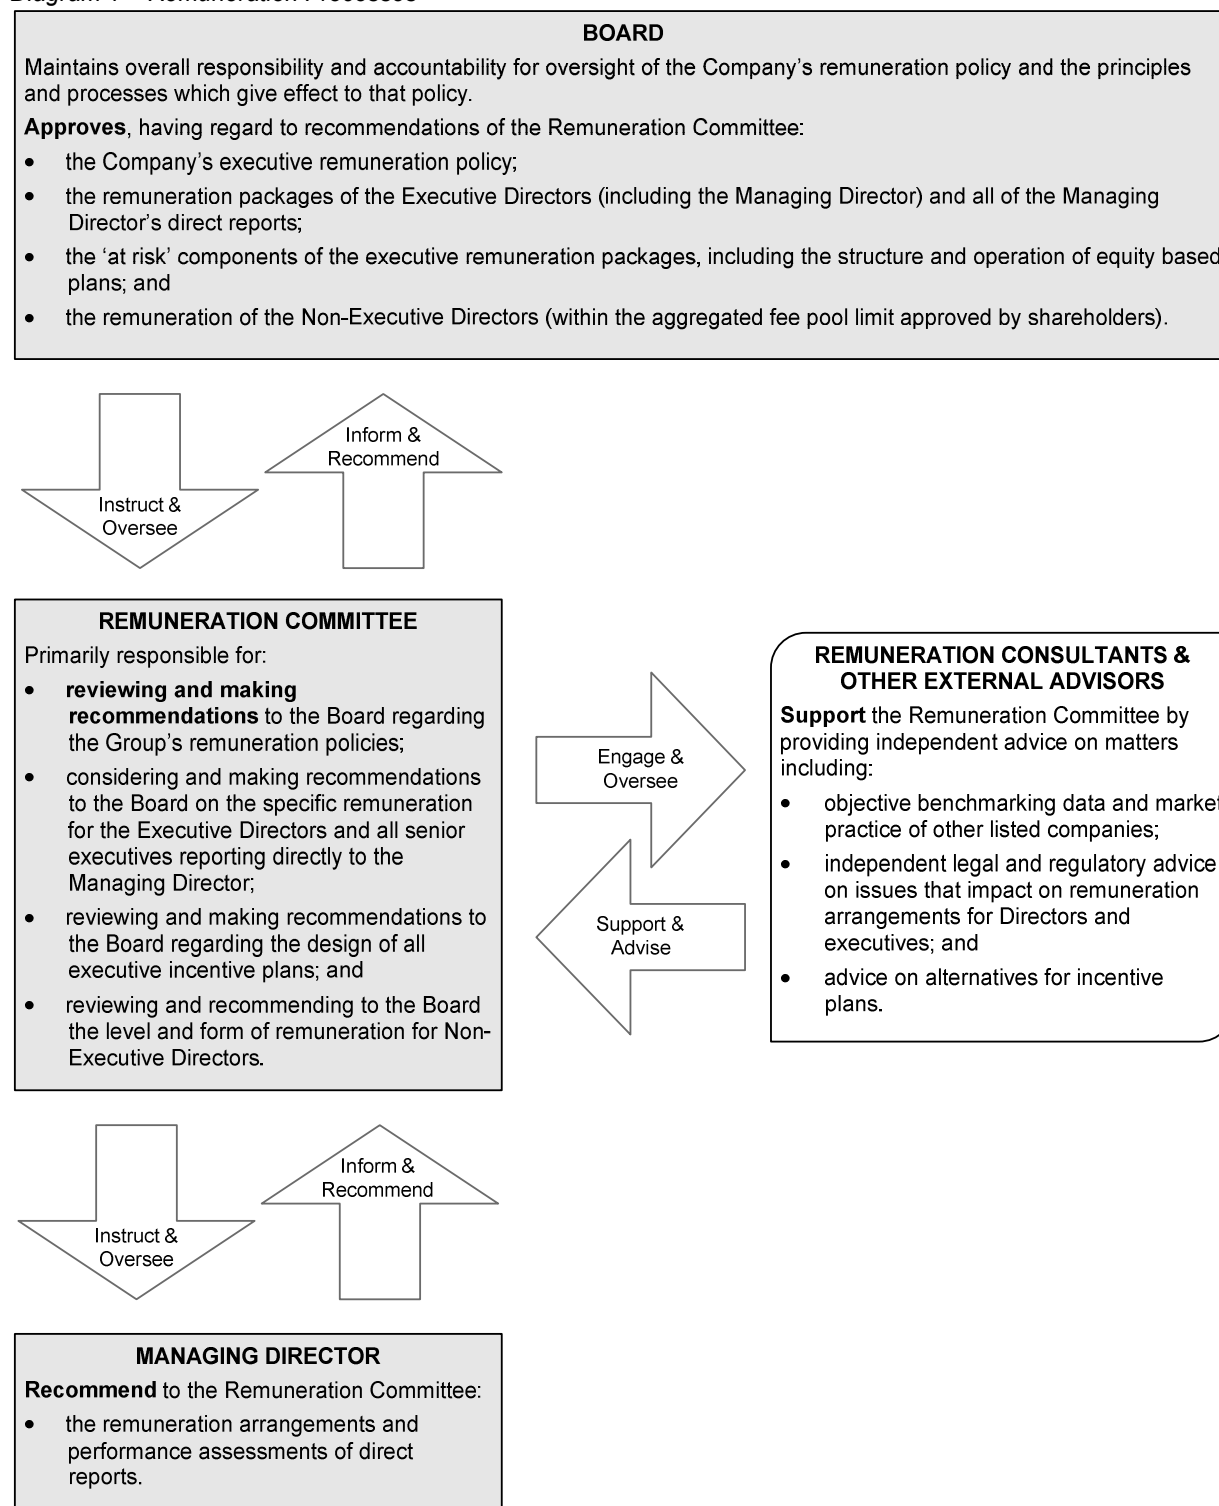 Diagram 1 – Remuneration Processes
BOARD
Maintains overall responsibility and accountability for oversight of the Company's remuneration policy and the principles
and processes which give effect to that policy.
Approves, having regard to recommendations of the Remuneration Committee:
• the Company's executive remuneration policy;
• the remuneration packages of the Executive Directors (including the Managing Director) and all of the Managing
Director's direct reports;
• the 'at risk' components of the executive remuneration packages, including the structure and operation of equity based
plans; and
• the remuneration of the Non-Executive Directors (within the aggregated fee pool limit approved by shareholders).
Instruct &
Oversee
Inform &
Recommend
REMUNERATION COMMITTEE
Primarily responsible for:
• reviewing and making
recommendations to the Board regarding
the Group's remuneration policies;
• considering and making recommendations
to the Board on the specific remuneration
for the Executive Directors and all senior
executives reporting directly to the
Managing Director;
• reviewing and making recommendations to
the Board regarding the design of all
executive incentive plans; and
• reviewing and recommending to the Board
the level and form of remuneration for Non-
Executive Directors.
Engage &
Oversee
Support &
Advise
REMUNERATION CONSULTANTS &
OTHER EXTERNAL ADVISORS
Support the Remuneration Committee by
providing independent advice on matters
including:
• objective benchmarking data and market
practice of other listed companies;
• independent legal and regulatory advice
on issues that impact on remuneration
arrangements for Directors and
executives; and
• advice on alternatives for incentive
plans.
Instruct &
Oversee
Inform &
Recommend
MANAGING DIRECTOR
Recommend to the Remuneration Committee:
• the remuneration arrangements and
performance assessments of direct
reports.